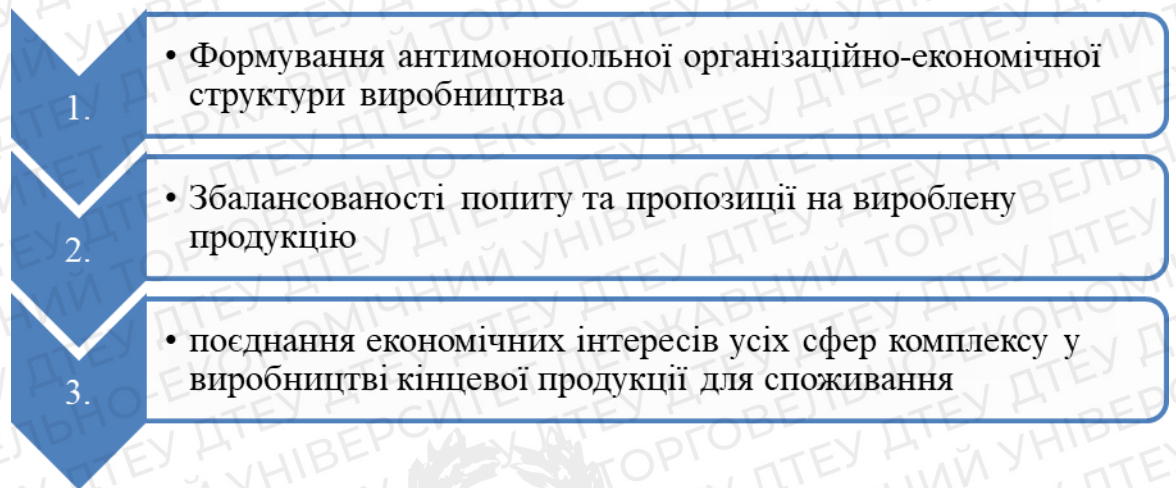 1.
• Формування антимонопольної організаційно-економічної
структури виробництва
2.
• Збалансованості попиту та пропозиції на вироблену
продукцію
3.
• поєднання економічних інтересів усіх сфер комплексу у
виробництві кінцевої продукції для споживання